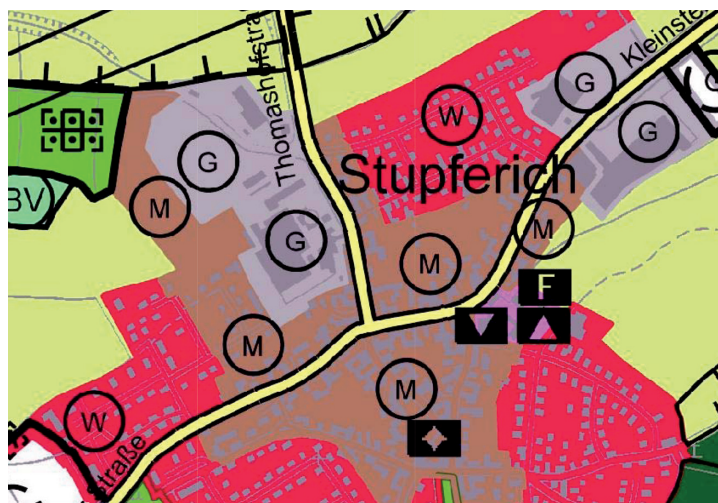 Thomashofstra
Kleinste
W
G
G
G
M
Stupferich
BV
M
G
M
F
M
M
W
straße